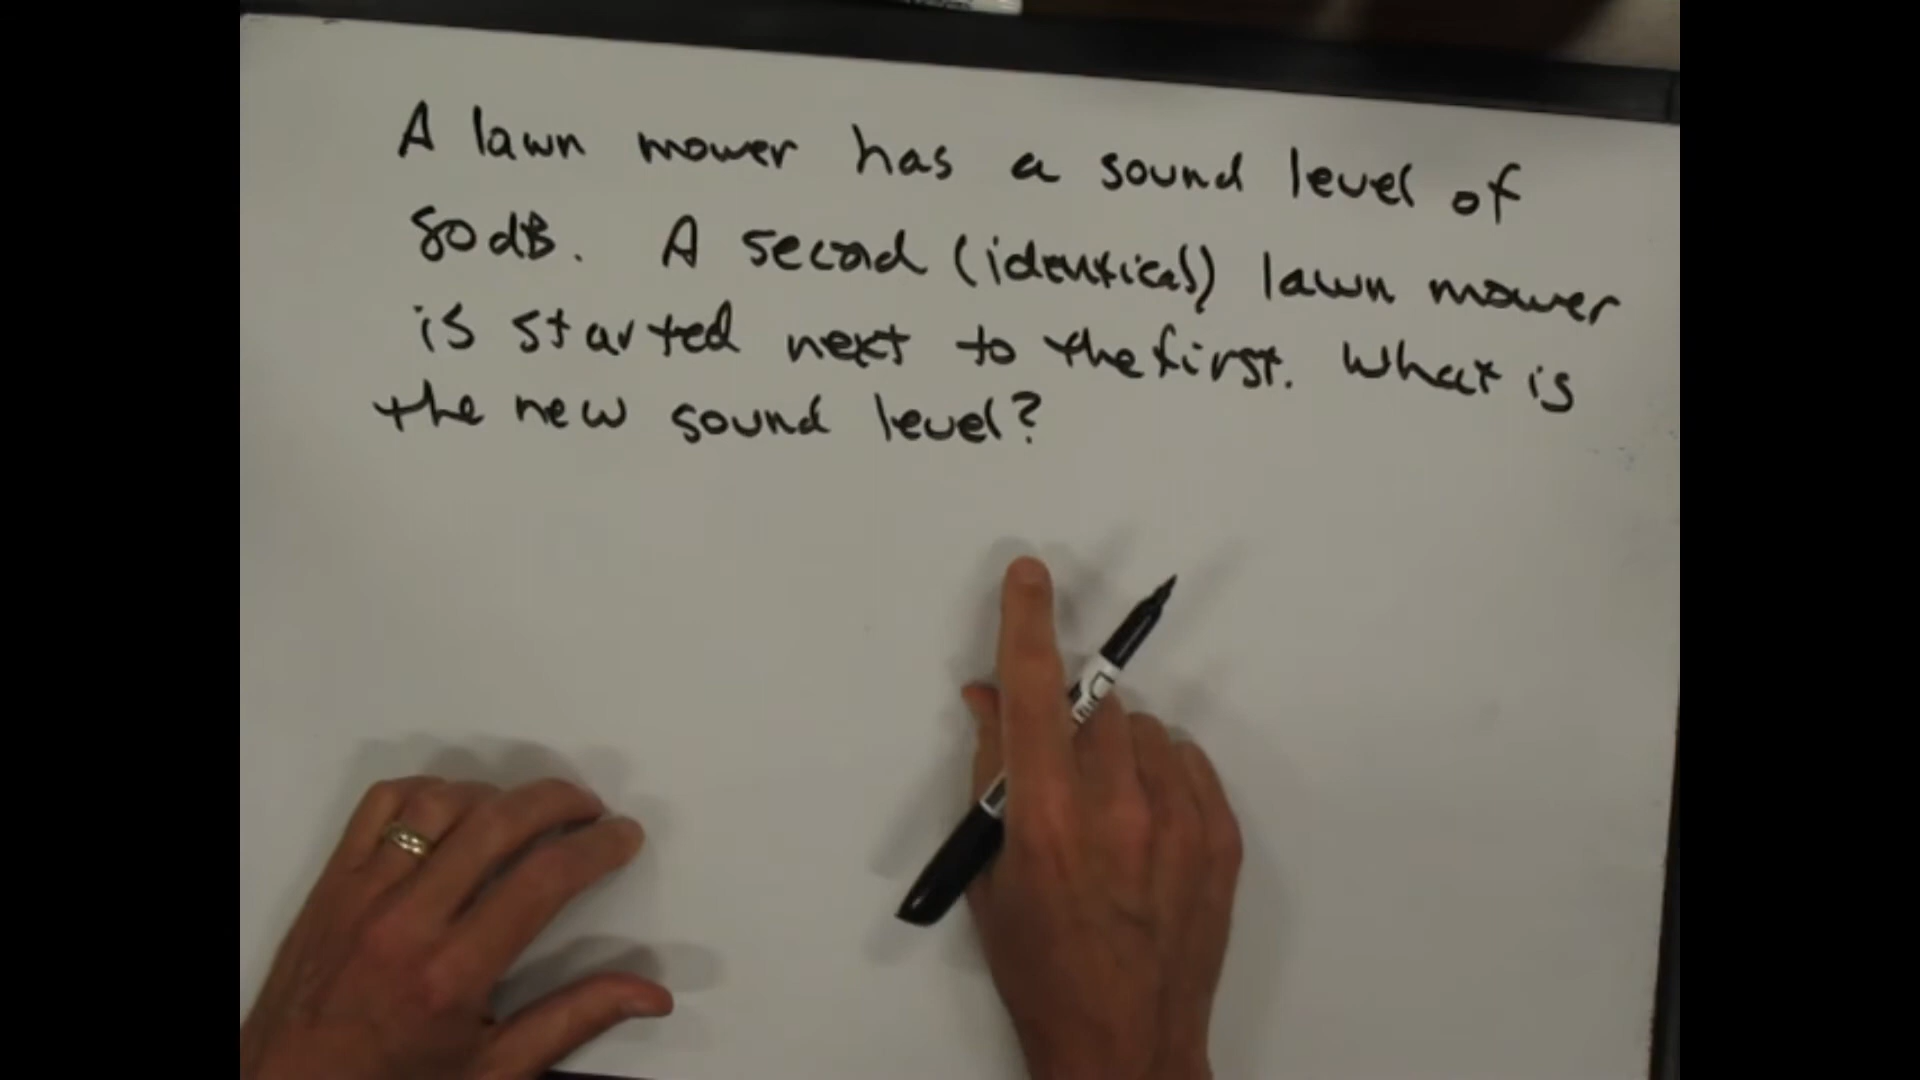 A lawn mower has a sound level of
80dB. A second (identical) lawn mower
is started next to the first. What is
the new sound level?